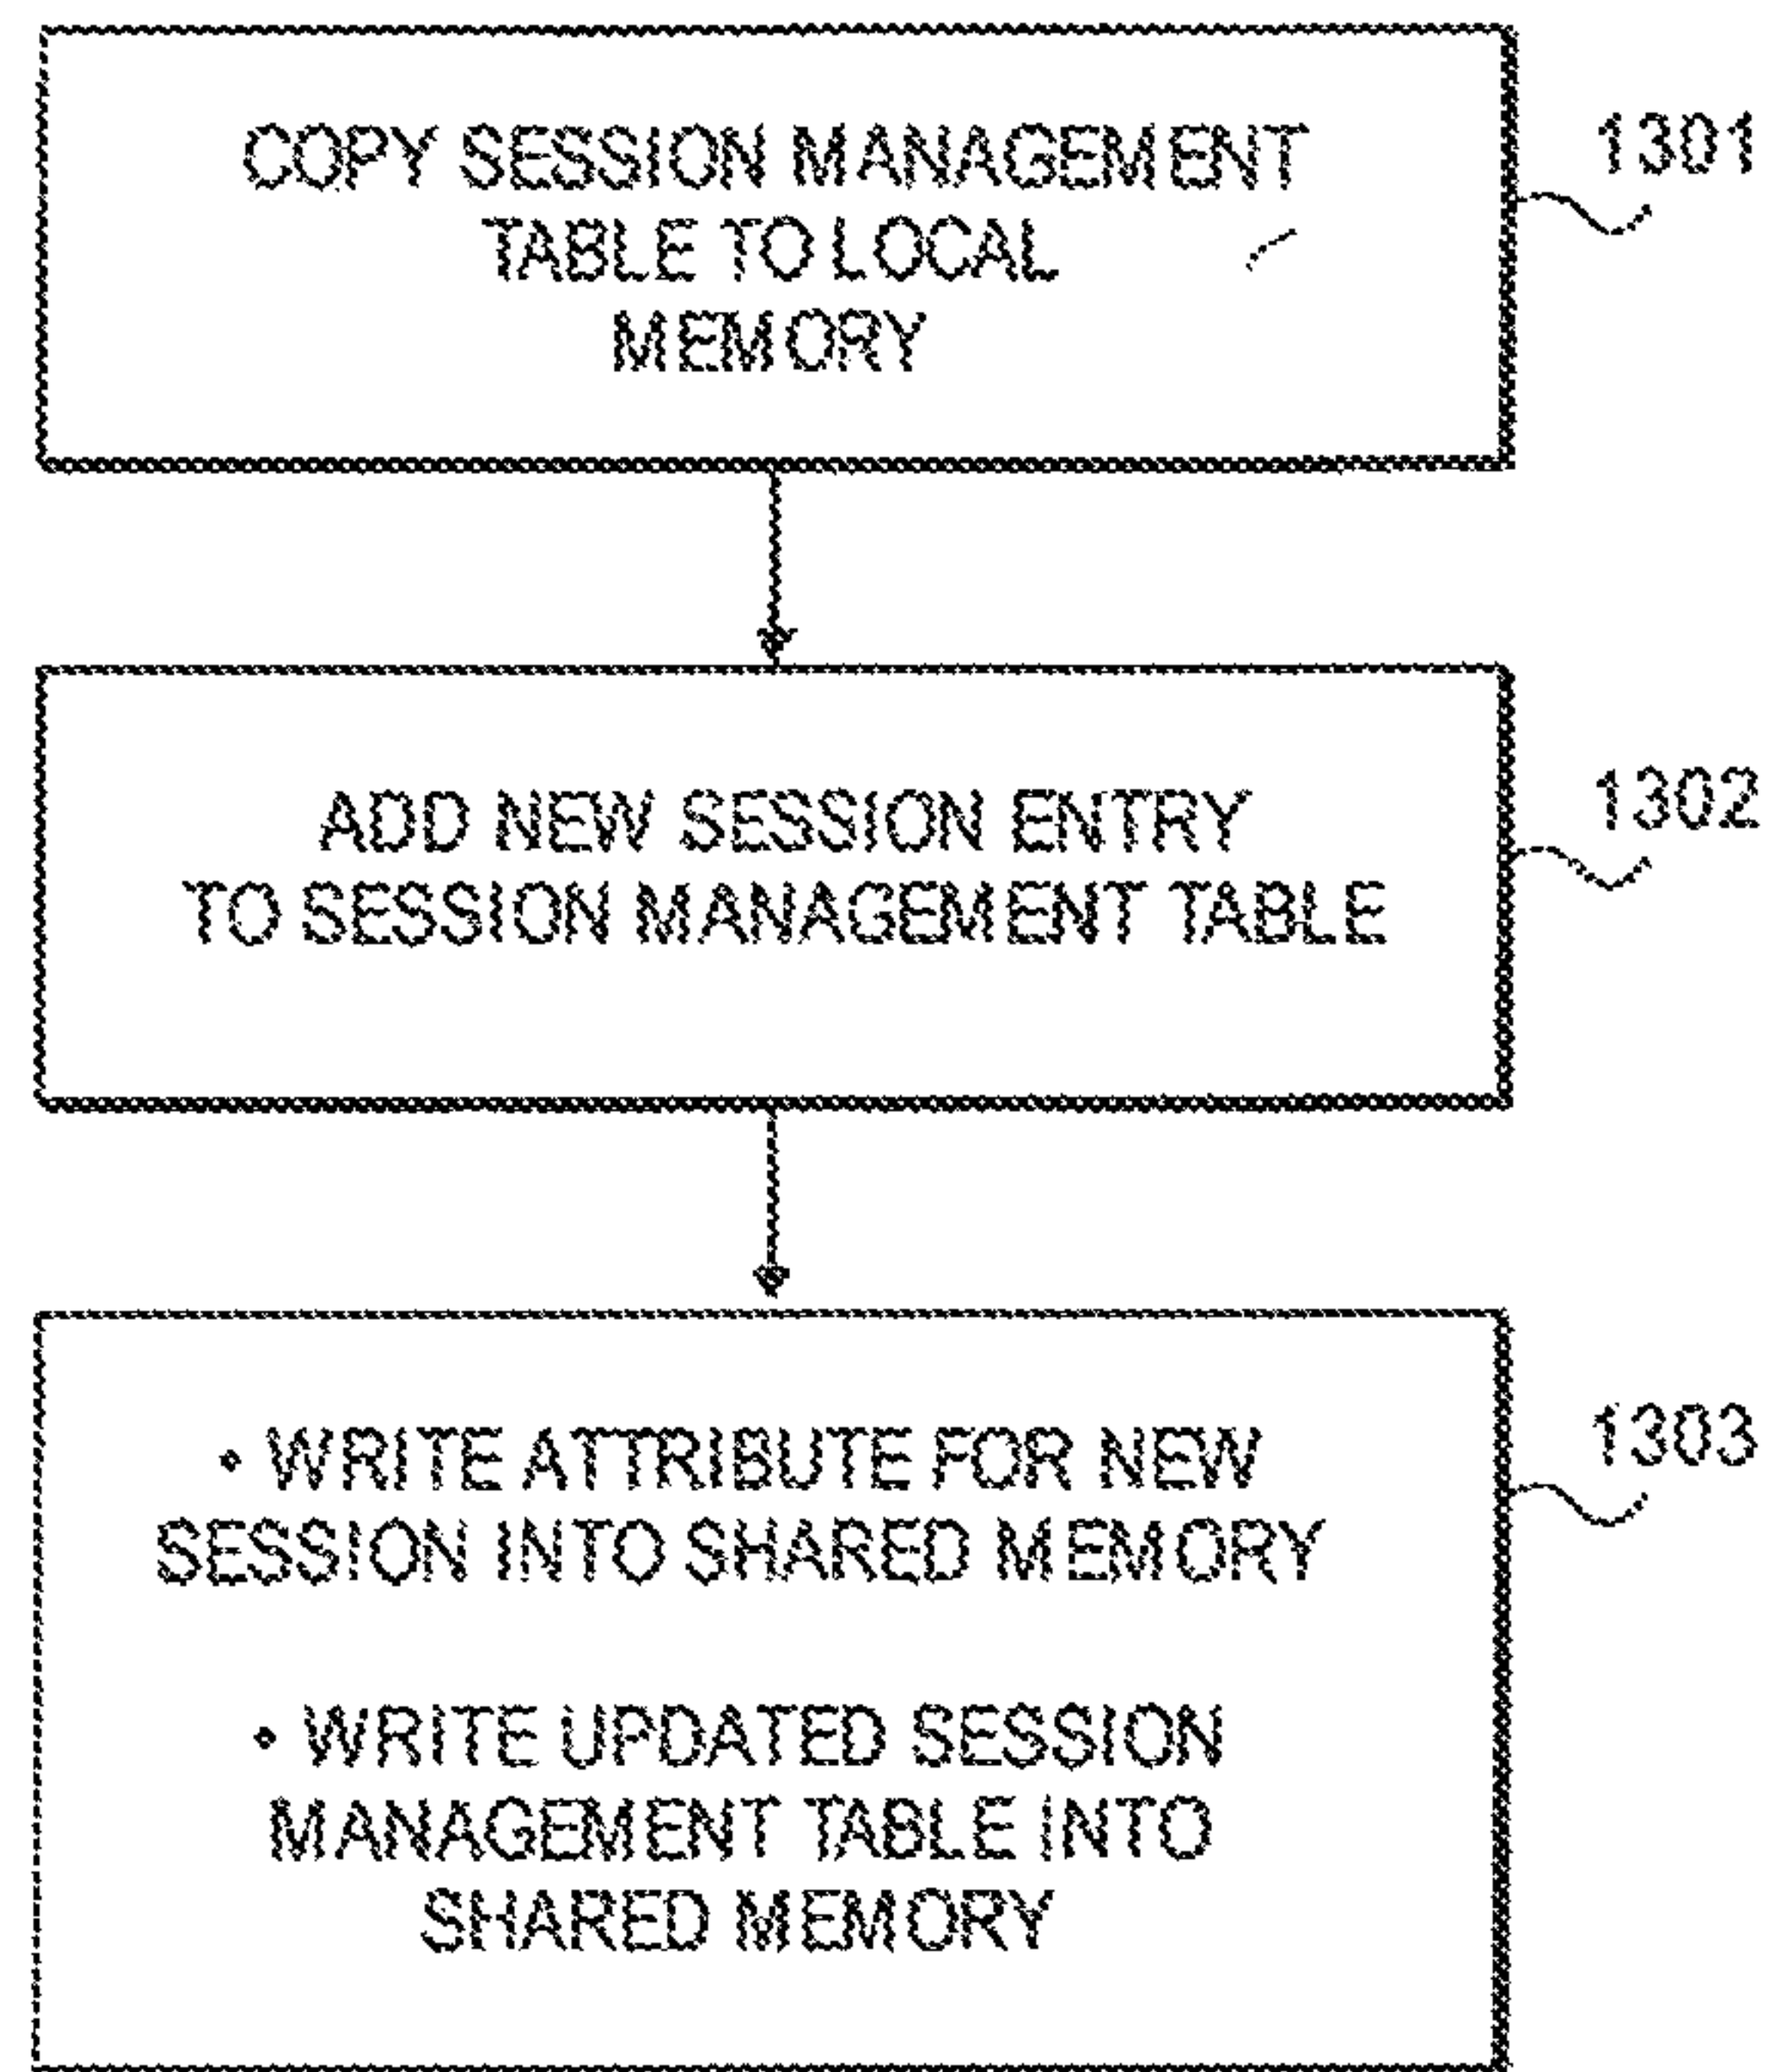 COPY SESSION MANAGEMENT
TABLE TO LOCAL
MEMORY
1301
ADD NEW SESSION ENTRY
TO SESSION MANAGEMENT TABLE
1302
• WRITE ATTRIBUTE FOR NEW
SESSION INTO SHARED MEMORY
• WRITE UPDATED SESSION
MANAGEMENT TABLE INTO
SHARED MEMORY
1303